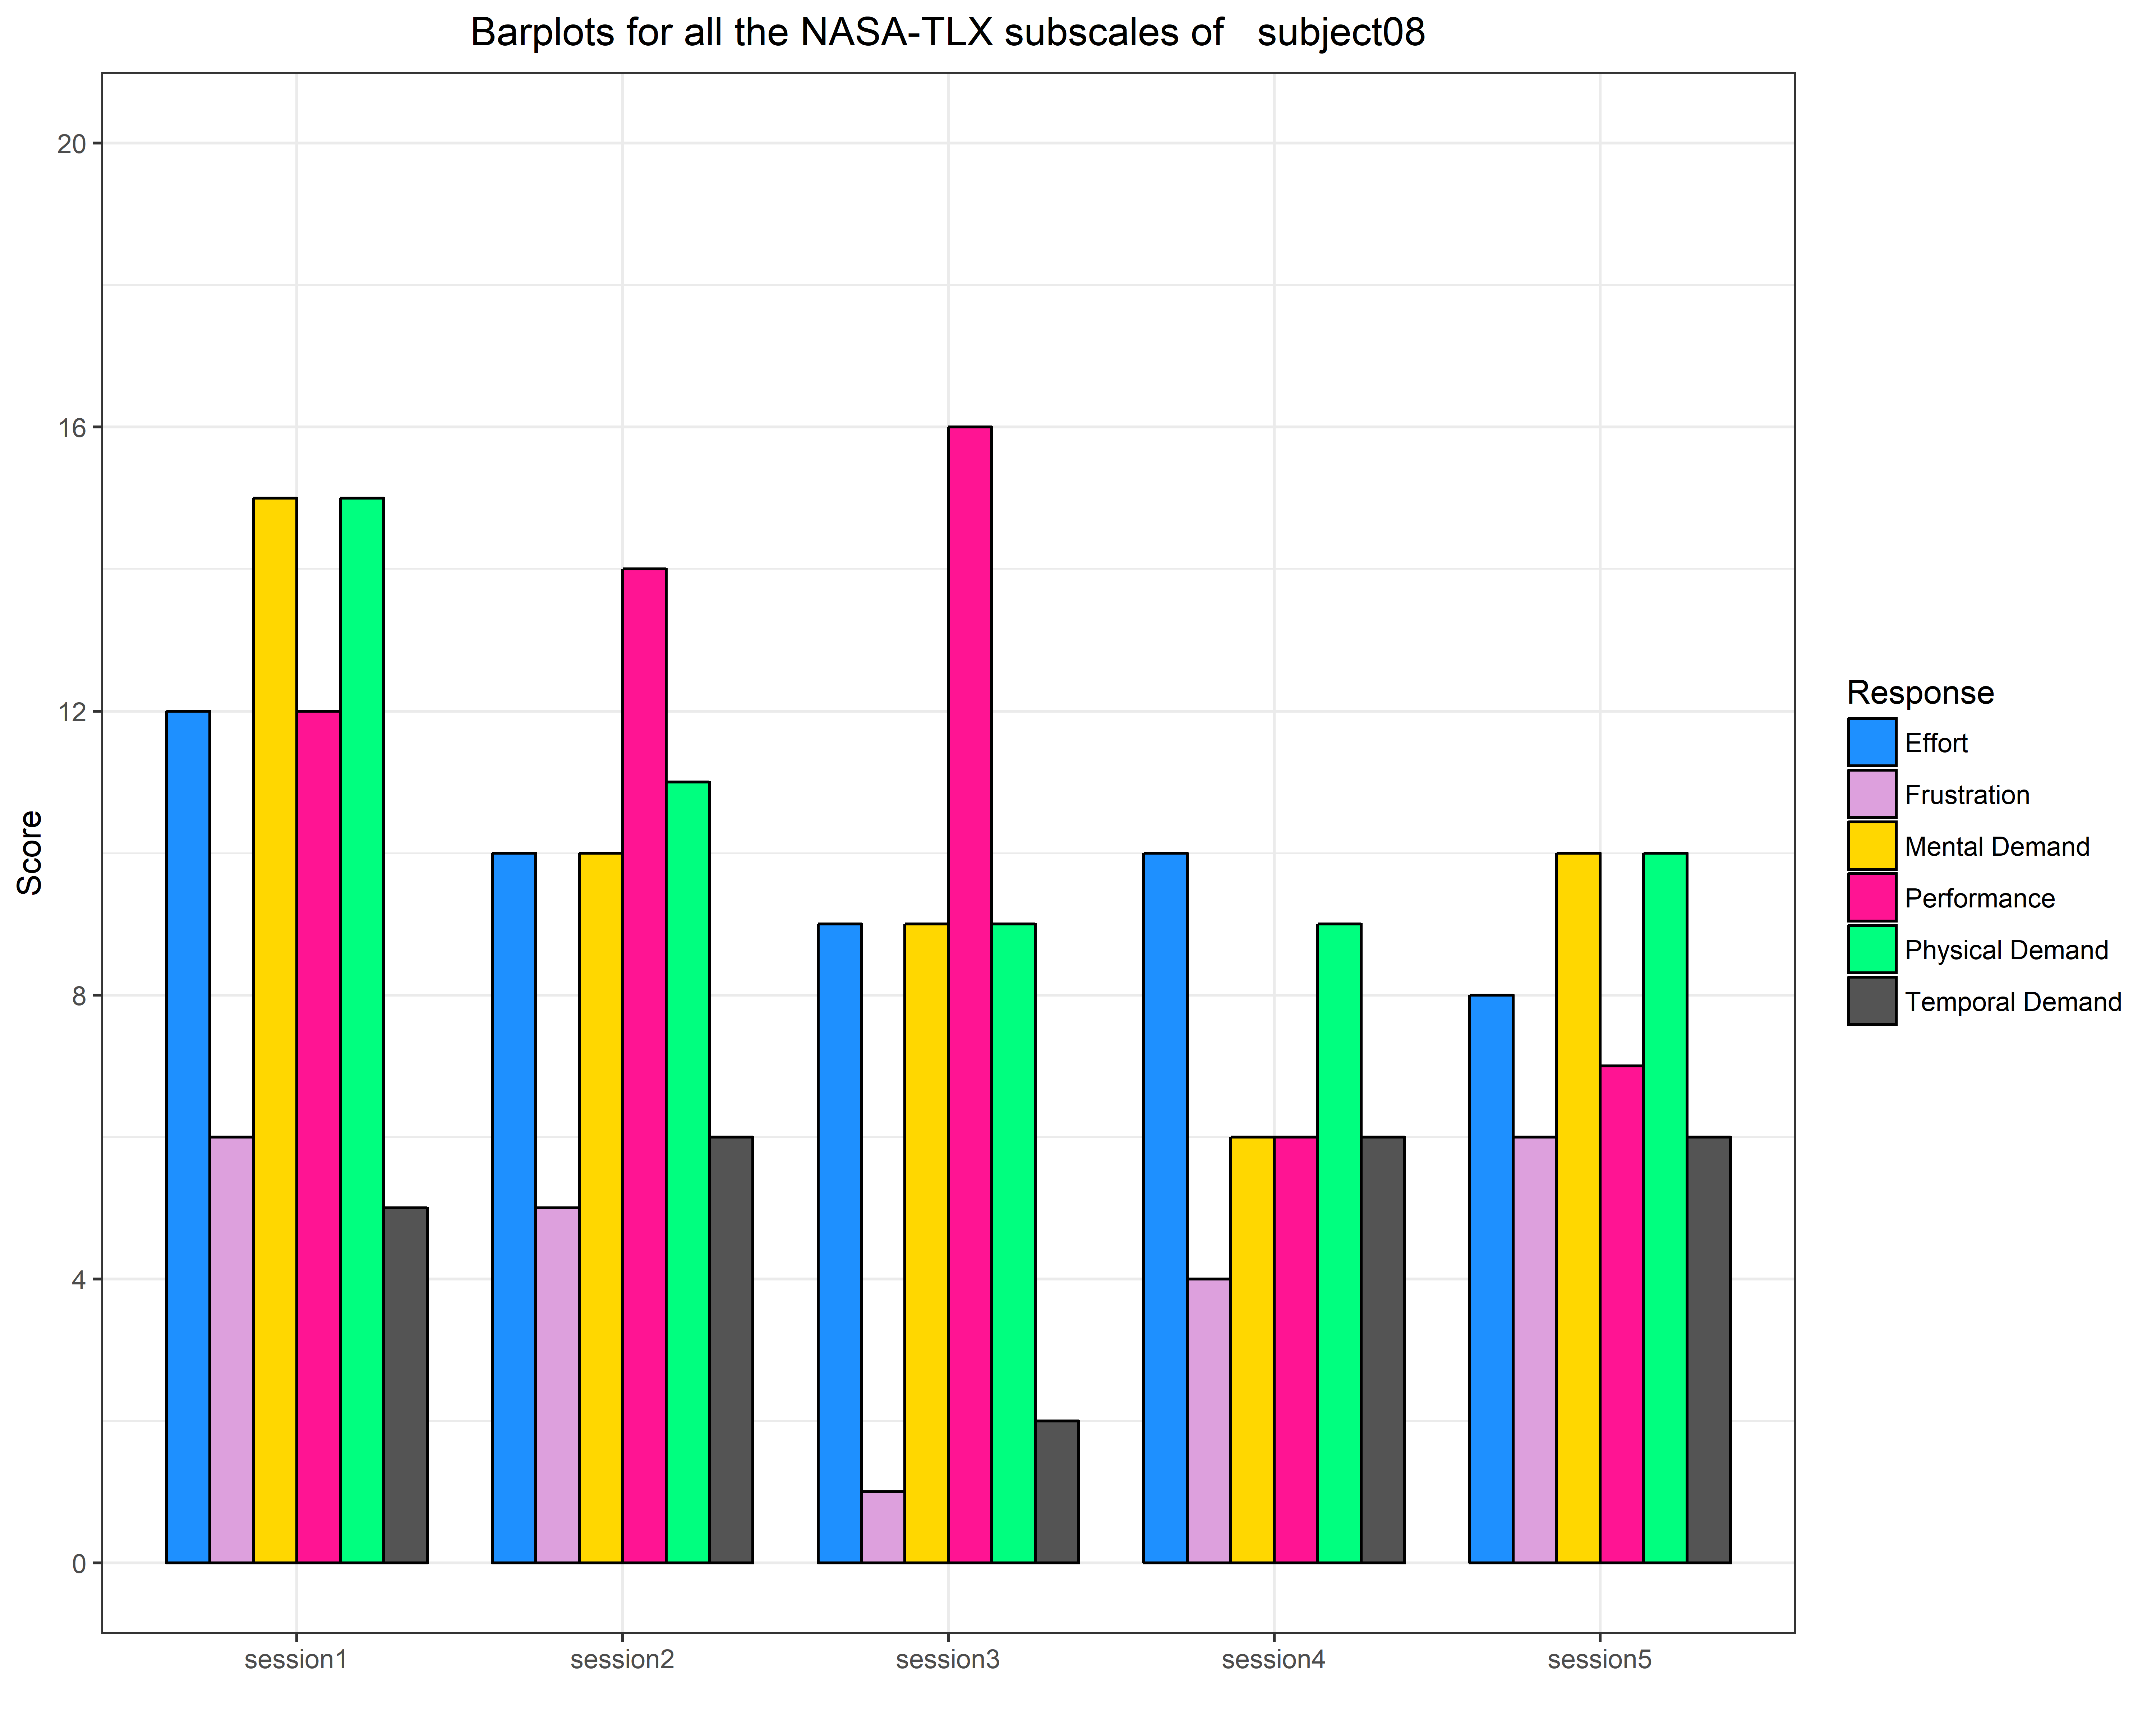 Barplots for all the NASA-TLX subscales of   subject08
20
16
12
8
4
0
Score
session1
session2
session3
session4
session5
Response
Effort
Frustration
Mental Demand
Performance
Physical Demand
Temporal Demand